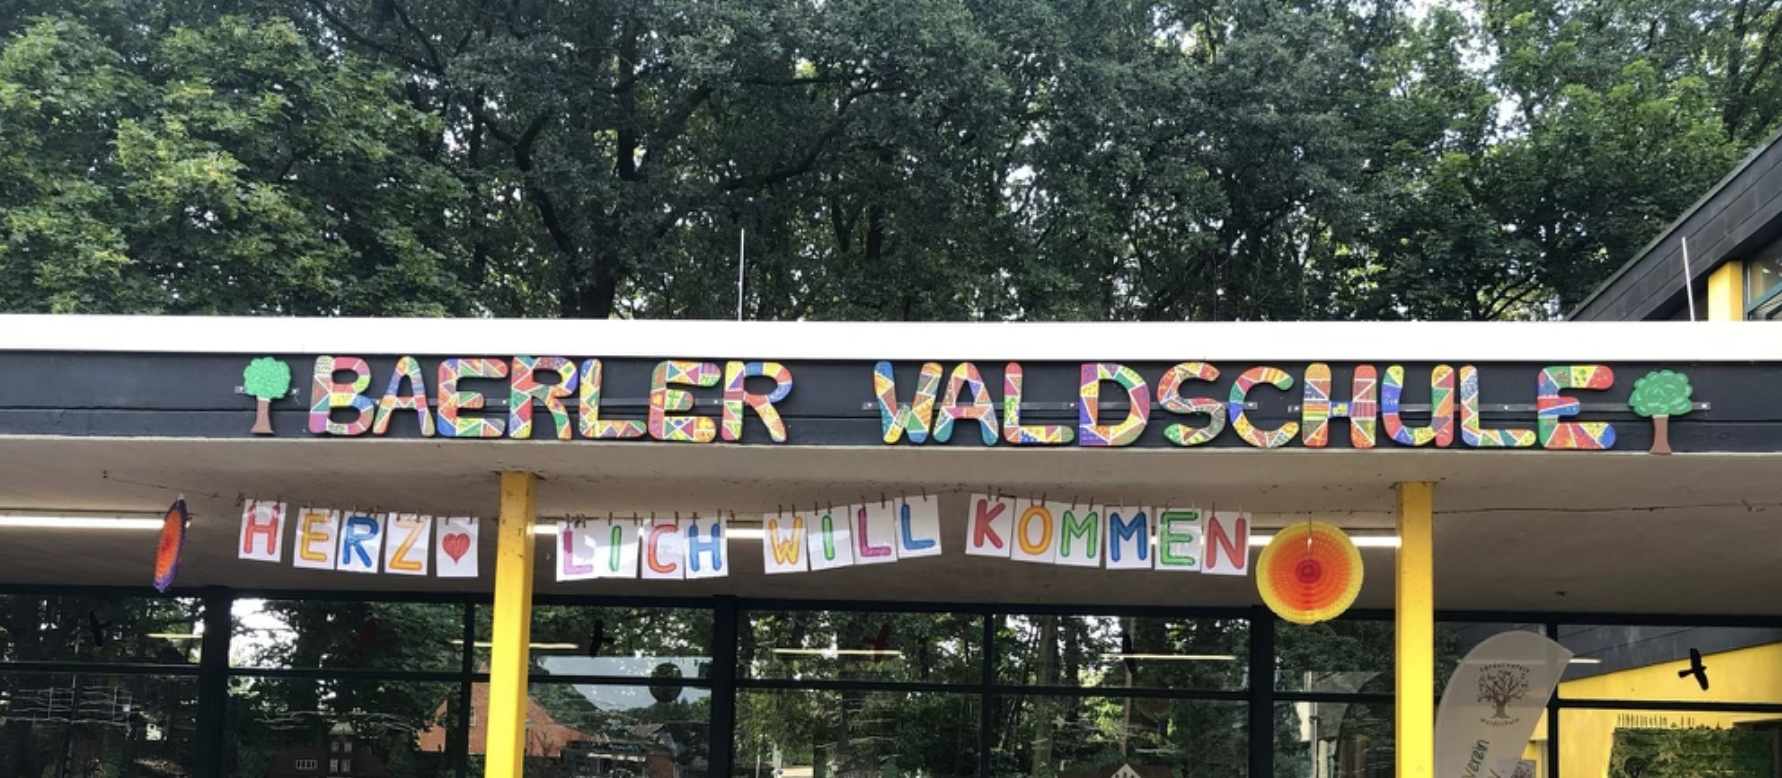 BAERLER WALDSCHULE
HERZ LICH WILL KOMMEN